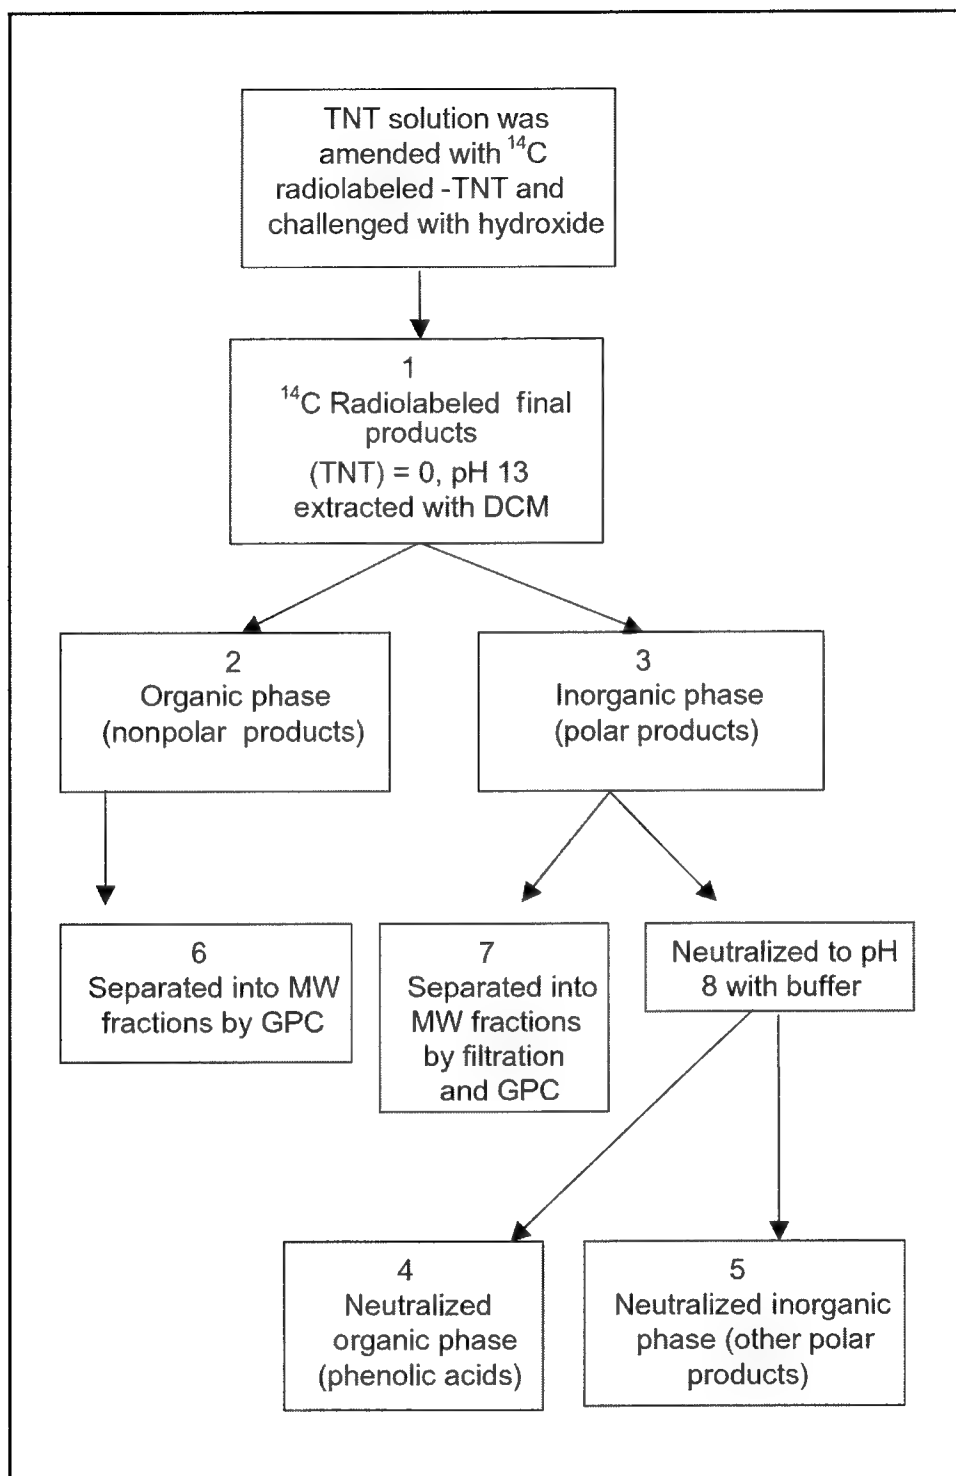 TNT solution was
amended with ¹⁴C
radiolabeled -TNT and
challenged with hydroxide
1
¹⁴C Radiolabeled final
products
(TNT) = 0, pH 13
extracted with DCM
2
Organic phase
(nonpolar products)
3
Inorganic phase
(polar products)
6
Separated into MW
fractions by GPC
7
Separated into
MW fractions
by filtration
and GPC
Neutralized to pH
8 with buffer
4
Neutralized
organic phase
(phenolic acids)
5
Neutralized inorganic
phase (other polar
products)